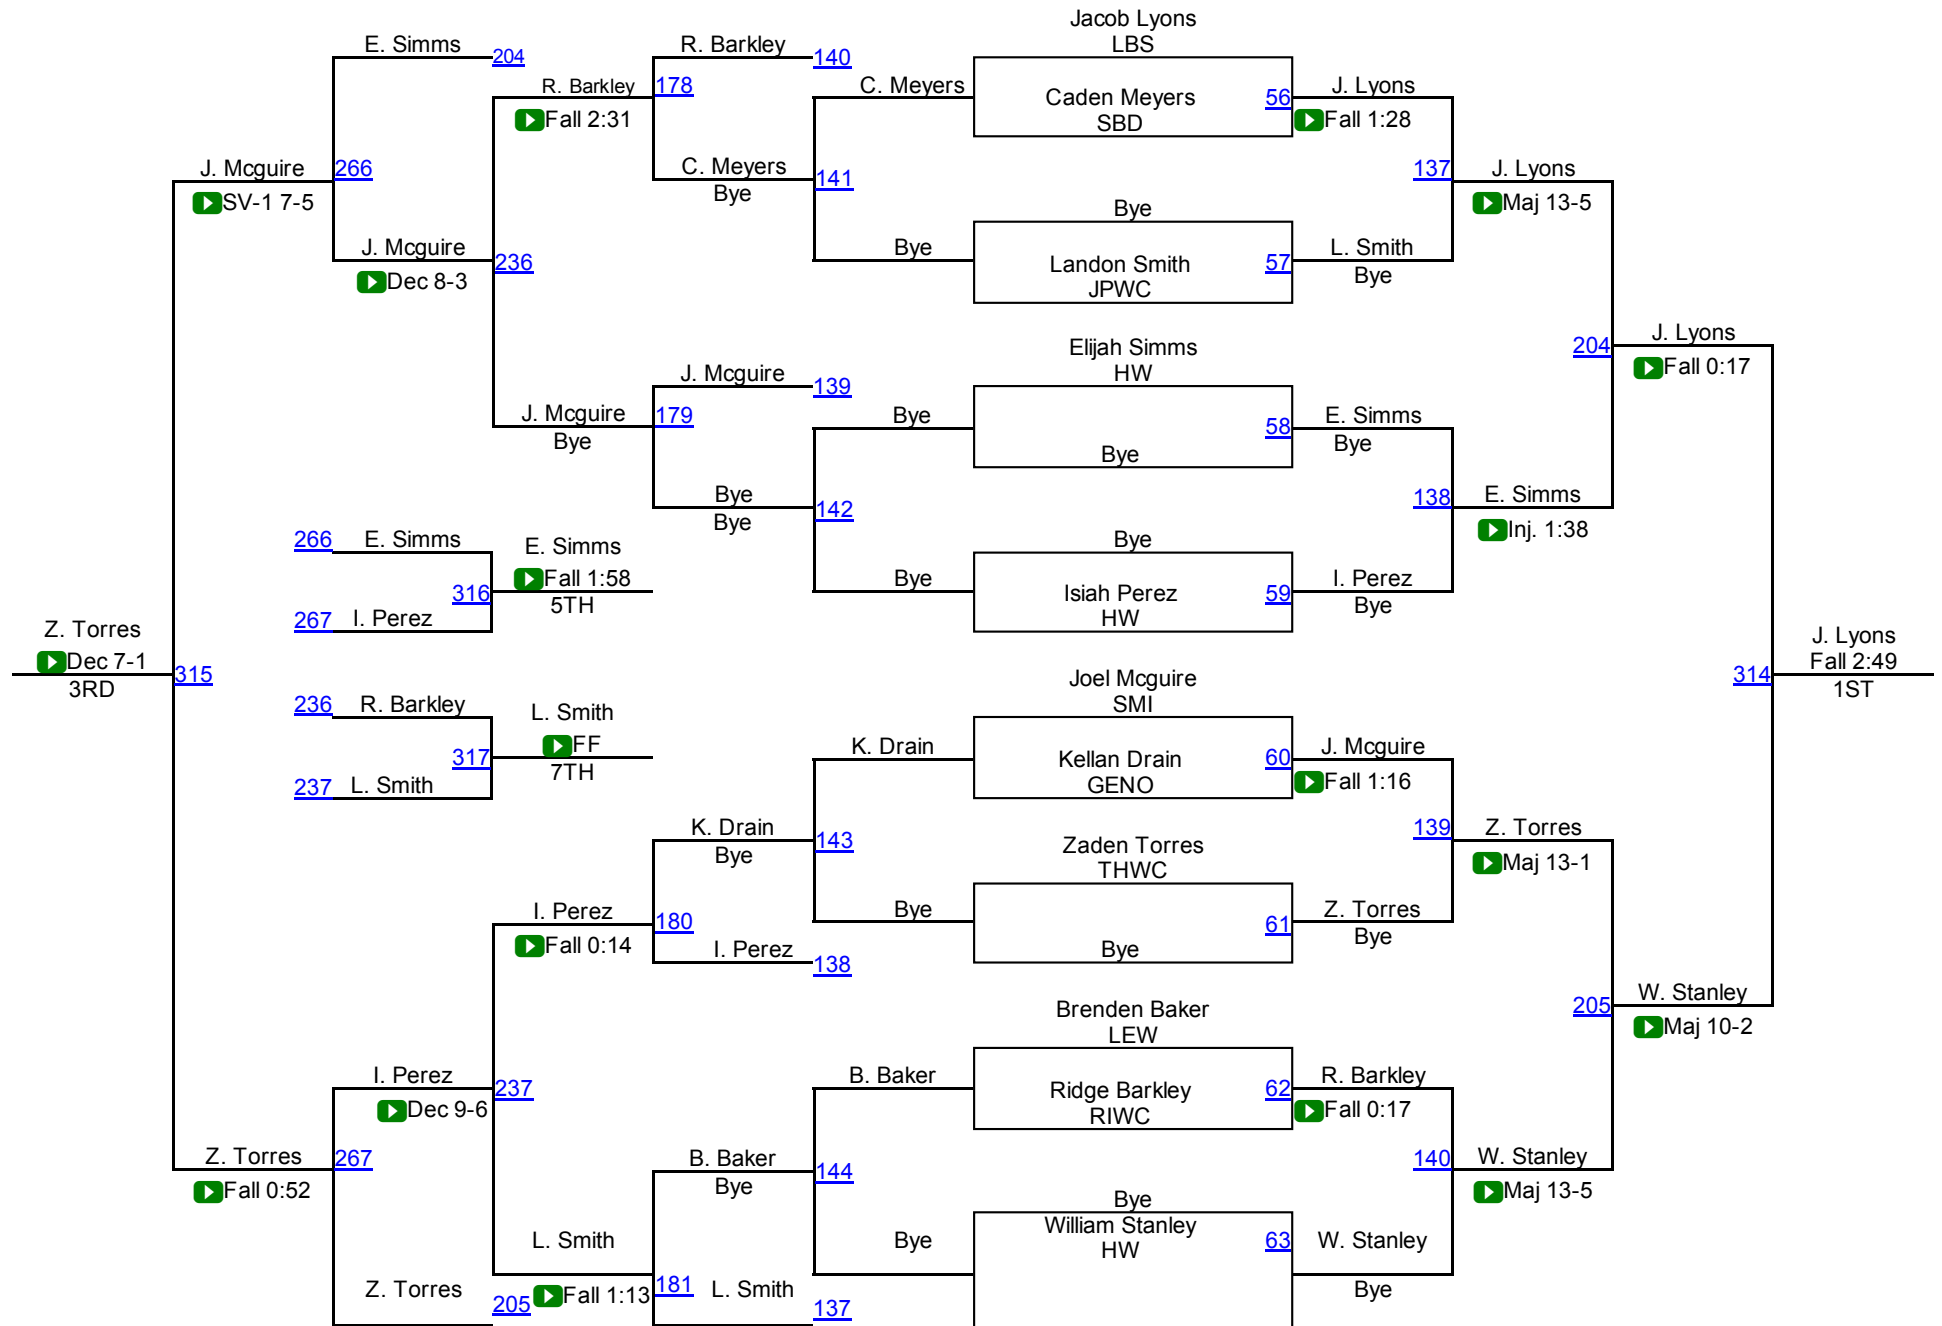 Jacob Lyons
E. Simms
R. Barkley
LBS
204
140
R. Barkley
178
C. Meyers
Caden Meyers
56
J. Lyons
Fall 2:31
SBD
Fall 1:28
J. Mcguire
266
C. Meyers
141
137
J. Lyons
SV-1 7-5
Bye
Maj 13-5
Bye
J. Mcguire
236
Bye
Landon Smith
57
L. Smith
Dec 8-3
JPWC
Bye
J. Lyons
204
Elijah Simms
Fall 0:17
J. Mcguire
139
HW
J. Mcguire
179
Bye
58
E. Simms
Bye
Bye
Bye
Bye
142
138
E. Simms
Bye
Inj. 1:38
266
E. Simms
E. Simms
Bye
Fall 1:58
316
Bye
Isiah Perez
59
I. Perez
5TH
HW
Bye
267
I. Perez
Z. Torres
J. Lyons
Dec 7-1
Fall 2:49
315
314
3RD
1ST
Joel Mcguire
236
R. Barkley
L. Smith
SMI
FF
K. Drain
J. Mcguire
317
Kellan Drain
60
7TH
GENO
Fall 1:16
237
L. Smith
K. Drain
143
139
Z. Torres
Bye
Zaden Torres
Maj 13-1
THWC
I. Perez
180
Bye
61
Z. Torres
Fall 0:14
I. Perez
138
Bye
Bye
W. Stanley
205
Brenden Baker
Maj 10-2
LEW
I. Perez
237
B. Baker
Ridge Barkley
62
R. Barkley
Dec 9-6
RIWC
Fall 0:17
Z. Torres
267
B. Baker
144
140
W. Stanley
Fall 0:52
Bye
Maj 13-5
Bye
William Stanley
L. Smith
Bye
HW
63
W. Stanley
Z. Torres
205
Fall 1:13
181
L. Smith
137
Bye